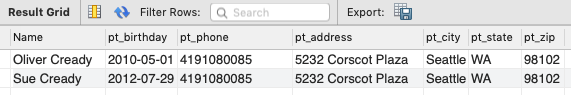 Result Grid Filter Rows: Search Export:
Name pt_birthday pt_phone pt_address pt_city pt_state pt_zip
Oliver Cready 2010-05-01 4191080085 5232 Corscot Plaza Seattle WA 98102
Sue Cready 2012-07-29 4191080085 5232 Corscot Plaza Seattle WA 98102